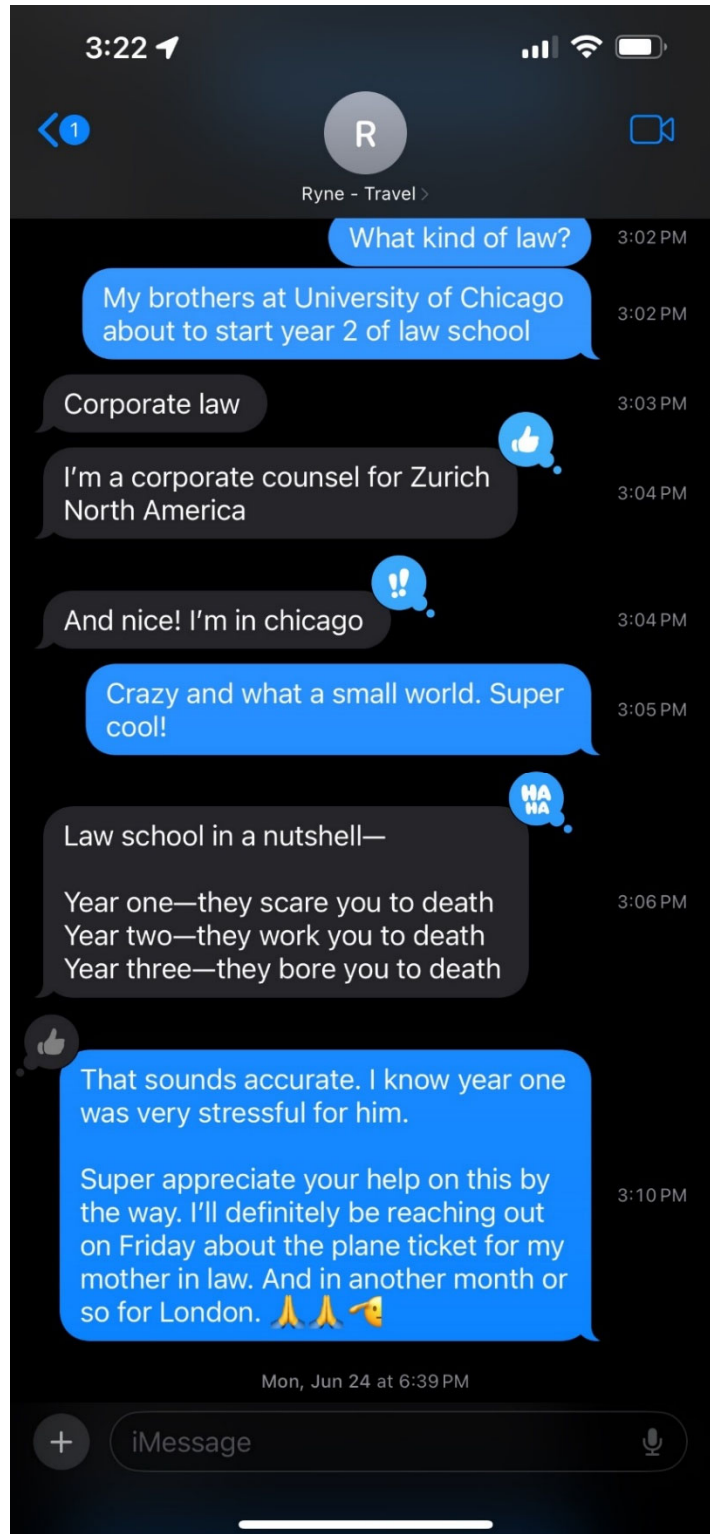 3:22
1
R
Ryne - Travel
What kind of law?
3:02 PM
My brothers at University of Chicago
about to start year 2 of law school
3:02 PM
Corporate law
3:03 PM
I’m a corporate counsel for Zurich
North America
3:04 PM
And nice! I’m in chicago
3:04 PM
Crazy and what a small world. Super
cool!
3:05 PM
HA
HA
Law school in a nutshell—
Year one—they scare you to death
Year two—they work you to death
Year three—they bore you to death
3:06 PM
That sounds accurate. I know year one
was very stressful for him.
Super appreciate your help on this by
the way. I’ll definitely be reaching out
on Friday about the plane ticket for my
mother in law. And in another month or
so for London. 🙏🙏🫡
3:10 PM
Mon, Jun 24 at 6:39 PM
iMessage